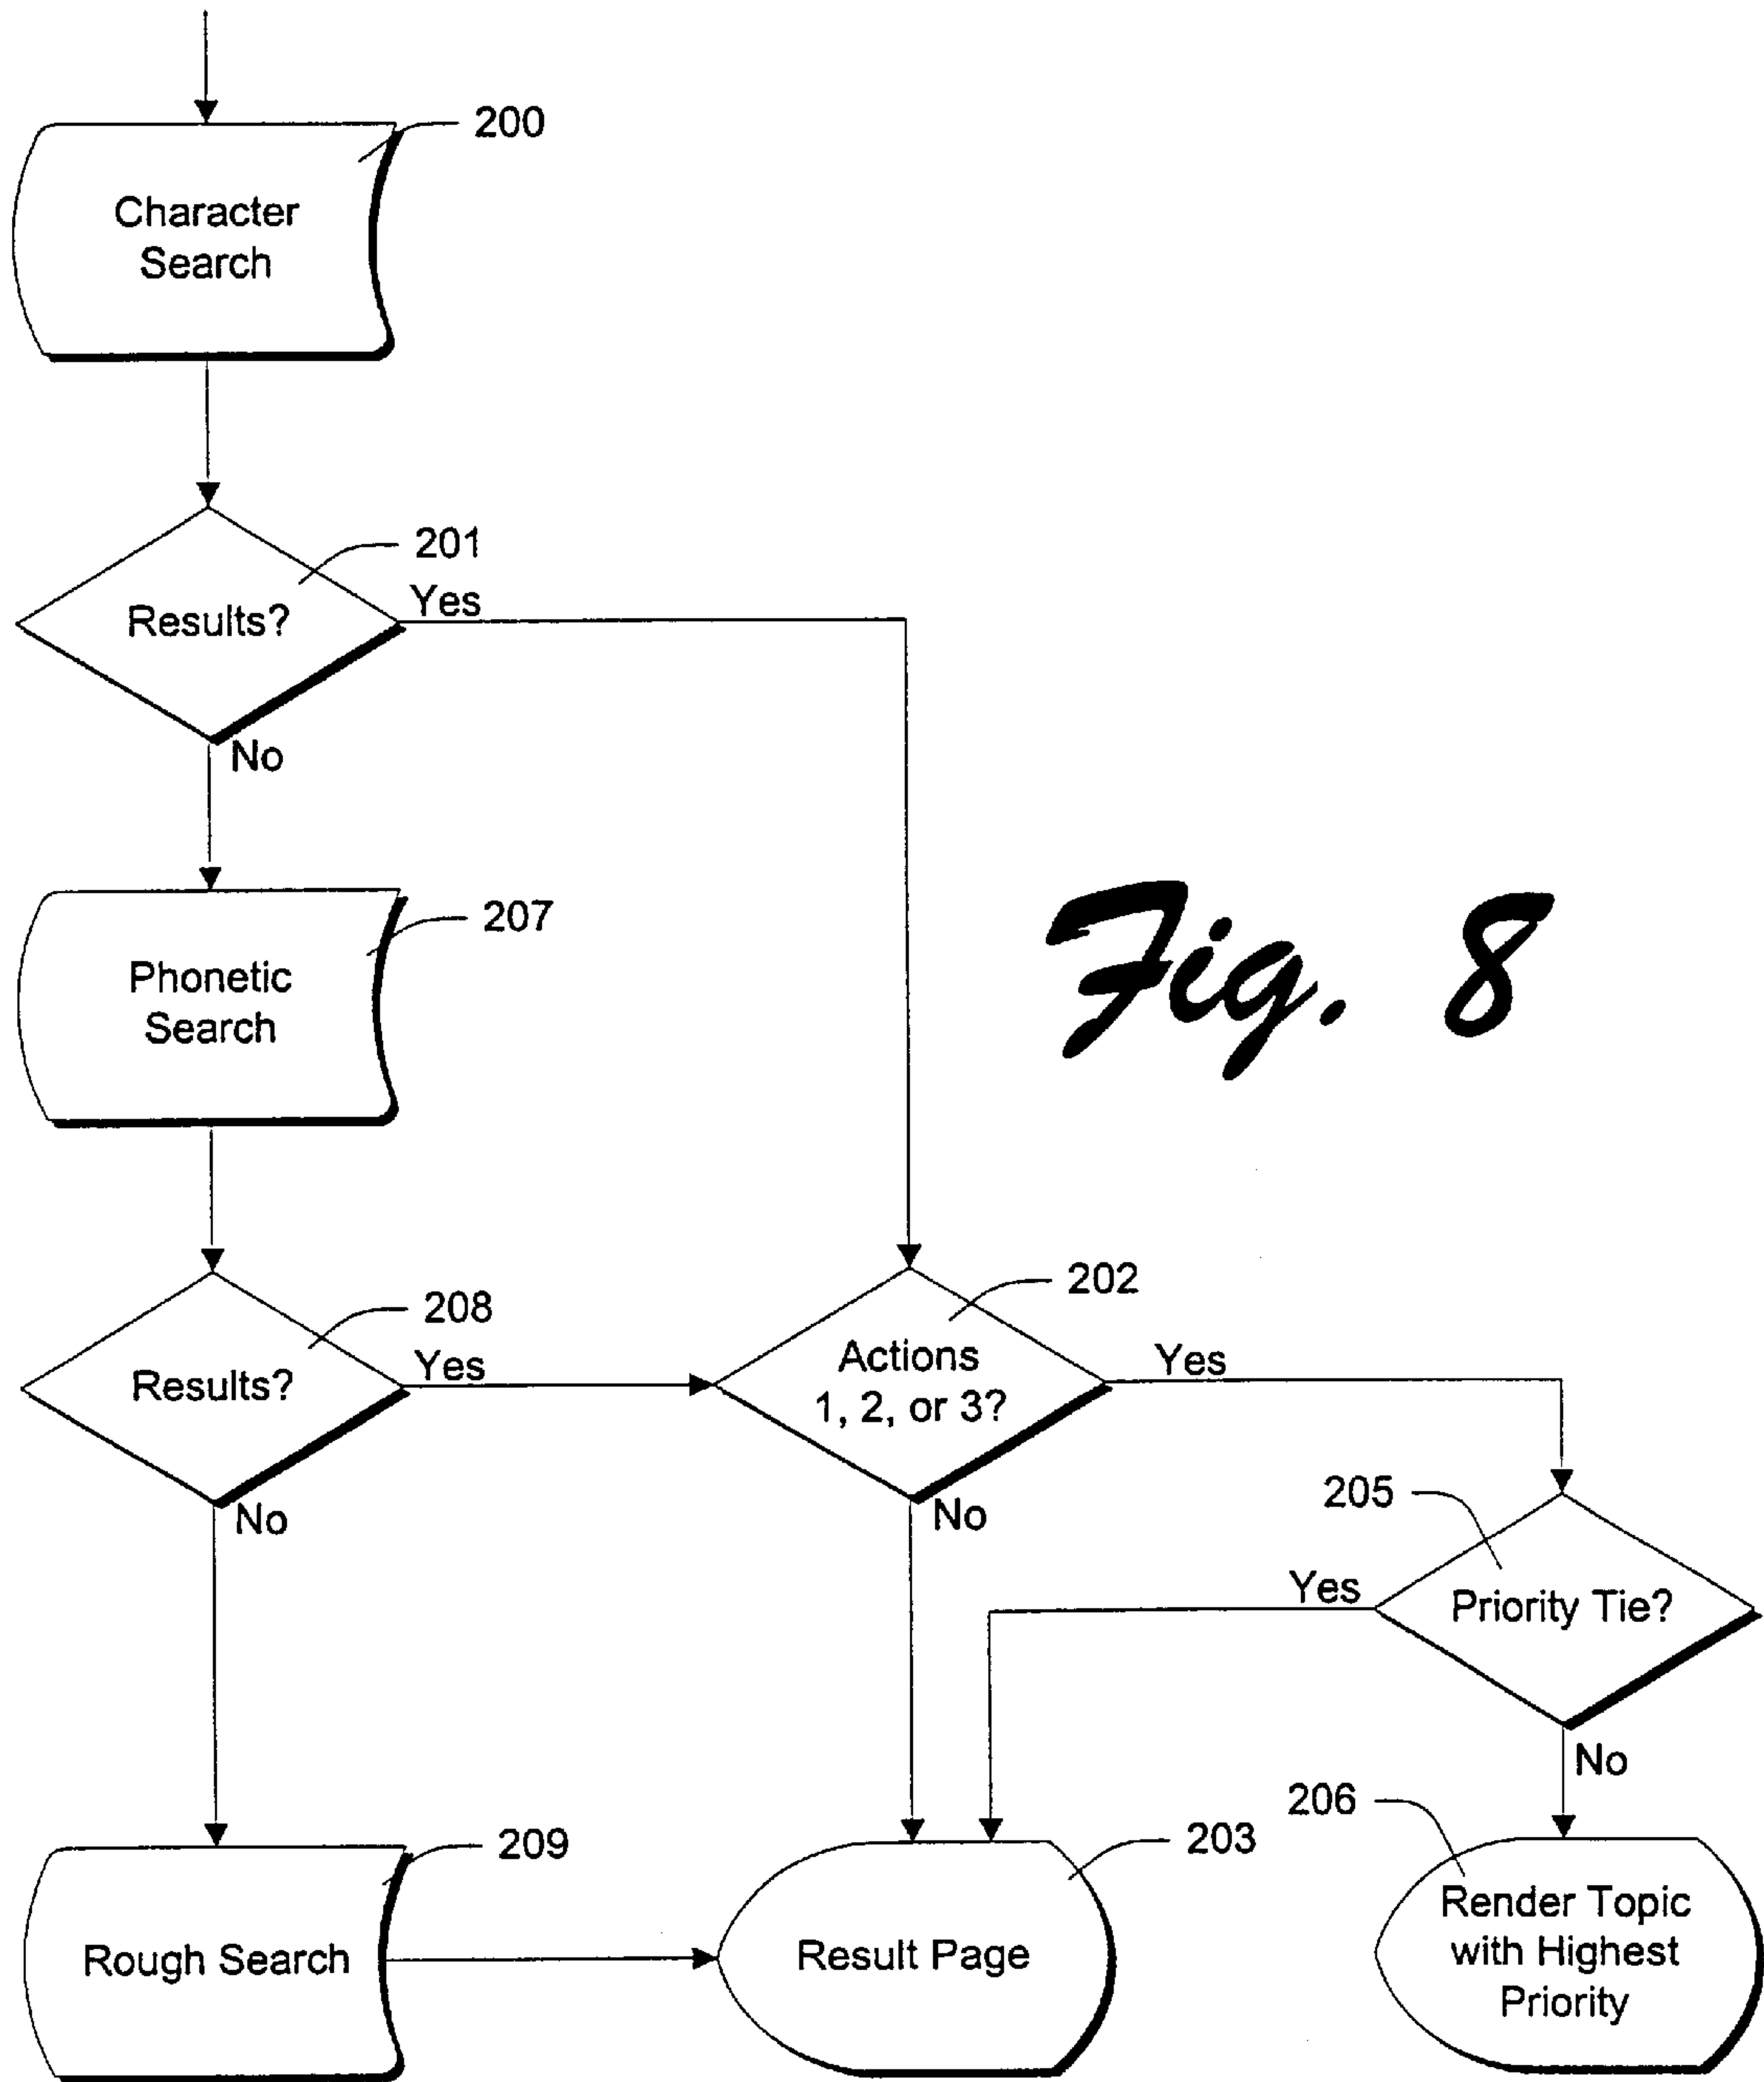 200
Character
Search
201
Yes
Results?
No
207
Phonetic
Search
Fig. 8
208
Yes
Results?
No
202
Actions
1, 2, or 3?
Yes
No
205
Yes
Priority Tie?
No
209
Rough Search
203
Result Page
206
Render Topic
with Highest
Priority